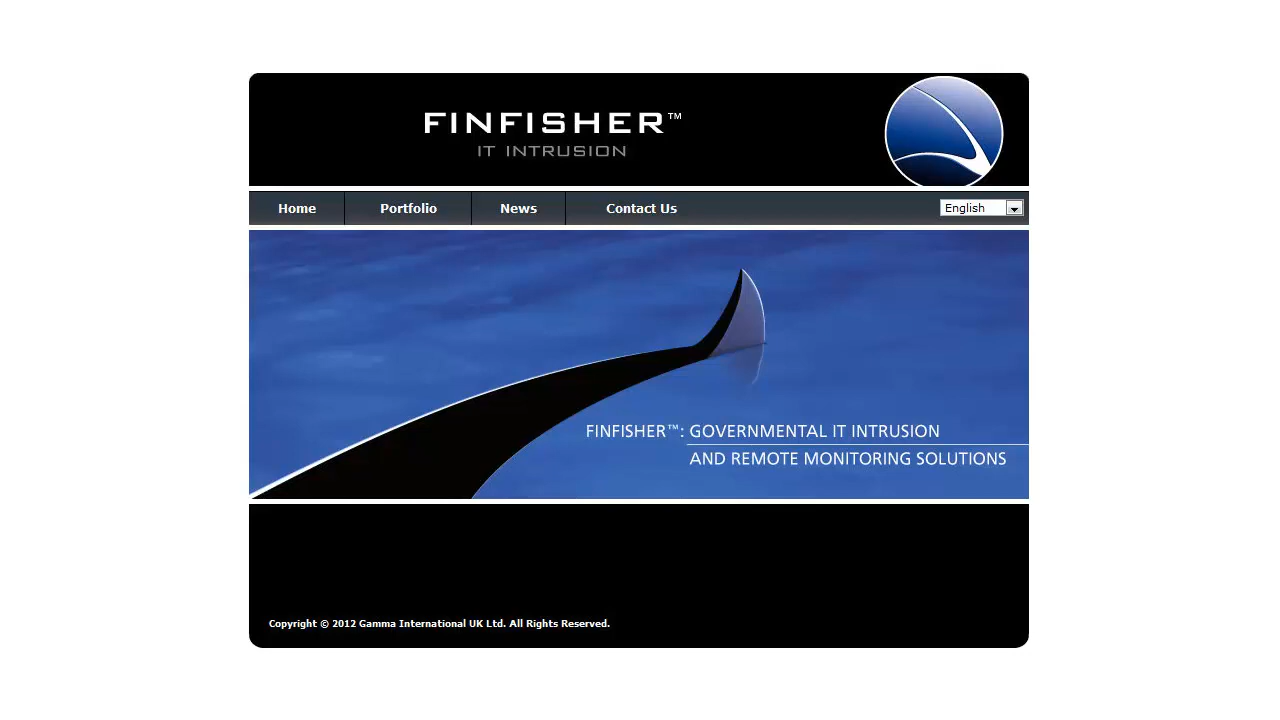 FINFISHER™
IT INTRUSION
Home
Portfolio
News
Contact Us
English
FINFISHER™: GOVERNMENTAL IT INTRUSION
AND REMOTE MONITORING SOLUTIONS
Copyright © 2012 Gamma International UK Ltd. All Rights Reserved.